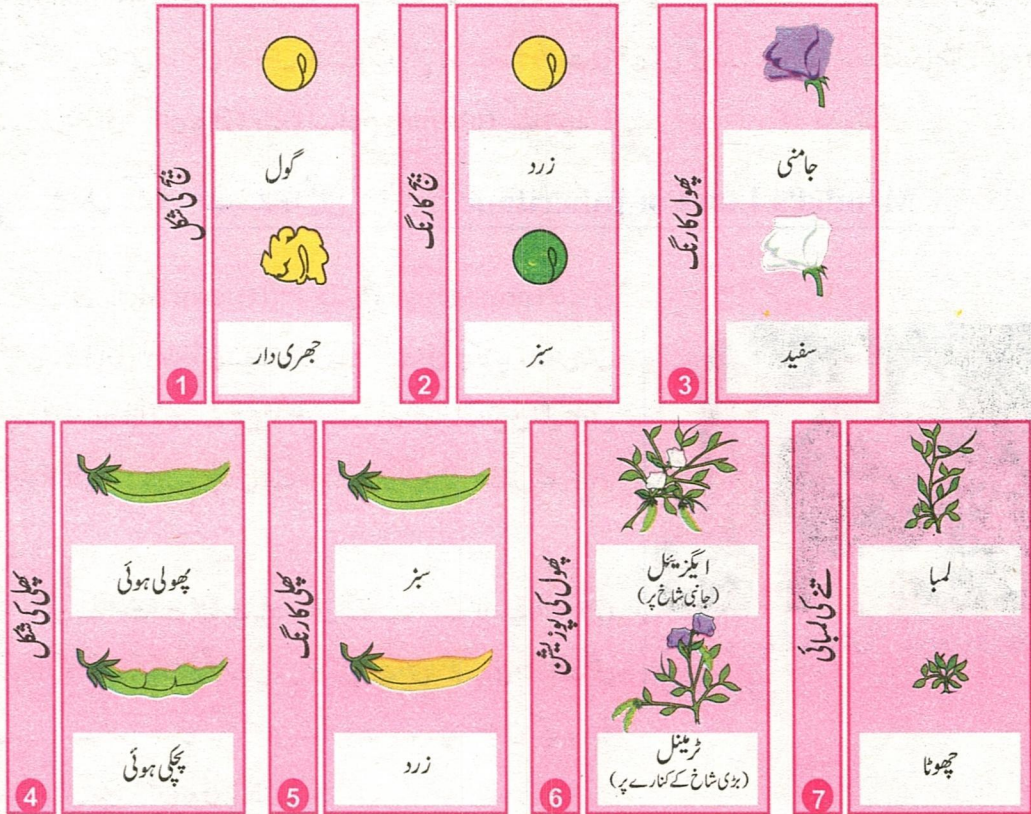 بیج کی شکل
گول
جھری دار
1
بیج کا رنگ
زرد
سبز
2
پھول کا رنگ
جامنی
سفید
3
پھلی کی شکل
پھولی ہوئی
پچکی ہوئی
4
پھلی کا رنگ
سبز
زرد
5
پھول کی پوزیشن
ایگزیئل
(جانبی شاخ پر)
ٹرمینل
(بڑی شاخ کے کنارے پر)
6
تنے کی لمبائی
لمبا
چھوٹا
7